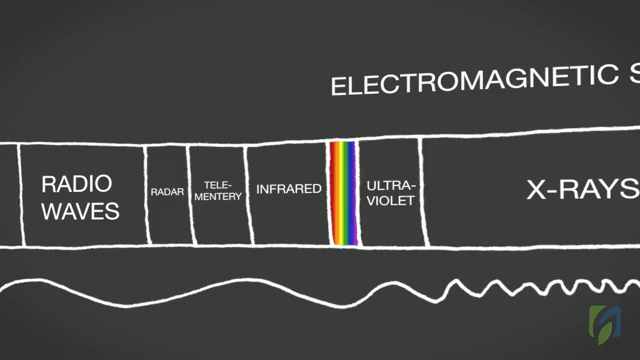 ELECTROMAGNETIC S
RADIO
WAVES
RADAR
TELE-
MENTERY
INFRARED
ULTRA-
VIOLET
X-RAYS